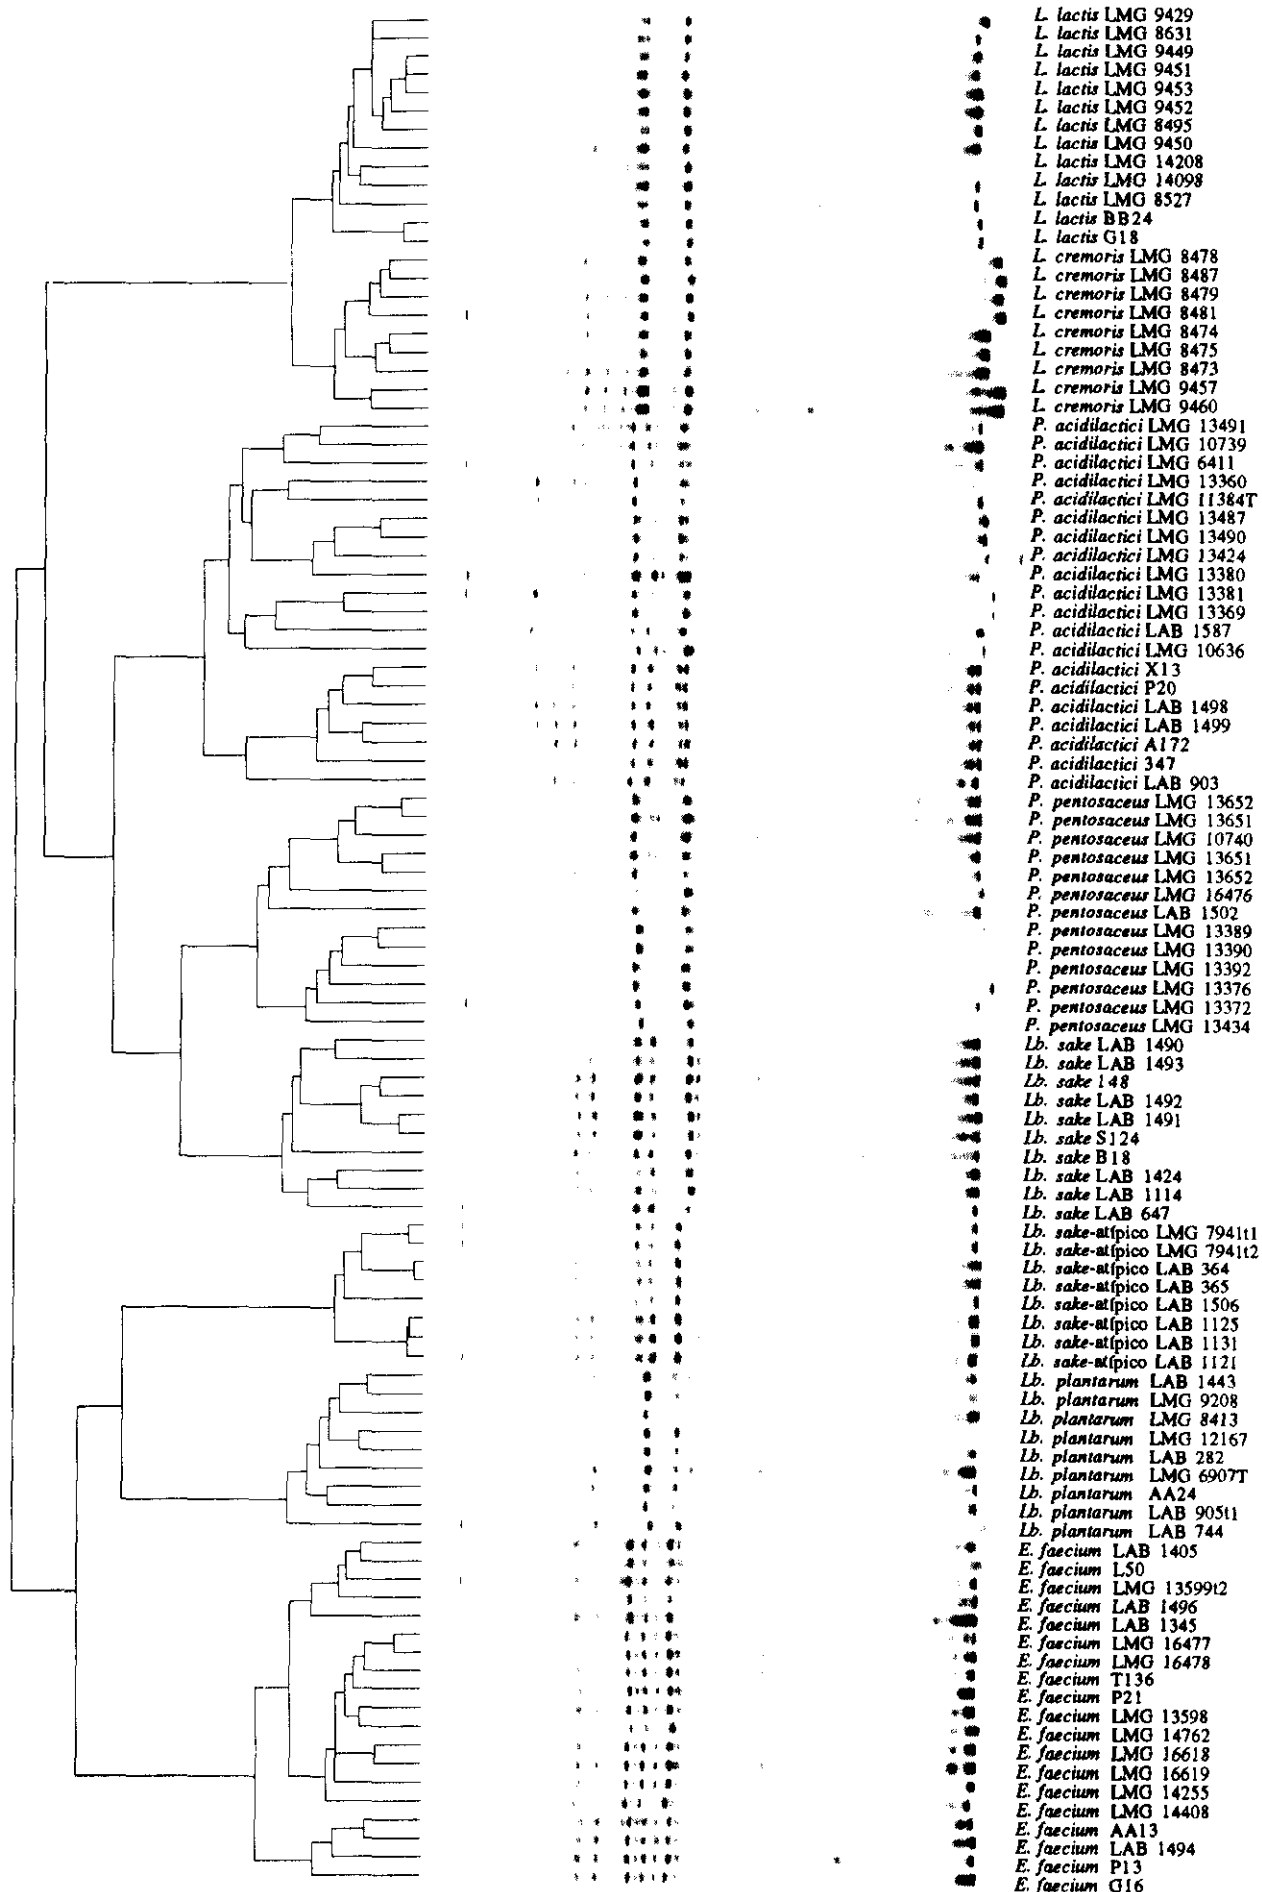 L. lactis LMG 9429
L. lactis LMG 8631
L. lactis LMG 9449
L. lactis LMG 9451
L. lactis LMG 9453
L. lactis LMG 9452
L. lactis LMG 8495
L. lactis LMG 9450
L. lactis LMG 14208
L. lactis LMG 14098
L. lactis LMG 8527
L. lactis BB24
L. lactis G18
L. cremoris LMG 8478
L. cremoris LMG 8487
L. cremoris LMG 8479
L. cremoris LMG 8481
L. cremoris LMG 8474
L. cremoris LMG 8475
L. cremoris LMG 8473
L. cremoris LMG 9457
L. cremoris LMG 9460
P. acidilactici LMG 13491
P. acidilactici LMG 10739
P. acidilactici LMG 6411
P. acidilactici LMG 13360
P. acidilactici LMG 11384T
P. acidilactici LMG 13487
P. acidilactici LMG 13490
P. acidilactici LMG 13424
P. acidilactici LMG 13380
P. acidilactici LMG 13381
P. acidilactici LMG 13369
P. acidilactici LAB 1587
P. acidilactici LMG 10636
P. acidilactici X13
P. acidilactici P20
P. acidilactici LAB 1498
P. acidilactici LAB 1499
P. acidilactici A172
P. acidilactici 347
P. acidilactici LAB 903
P. pentosaceus LMG 13652
P. pentosaceus LMG 13651
P. pentosaceus LMG 10740
P. pentosaceus LMG 13651
P. pentosaceus LMG 13652
P. pentosaceus LMG 16476
P. pentosaceus LAB 1502
P. pentosaceus LMG 13389
P. pentosaceus LMG 13390
P. pentosaceus LMG 13392
P. pentosaceus LMG 13376
P. pentosaceus LMG 13372
P. pentosaceus LMG 13434
Lb. sake LAB 1490
Lb. sake LAB 1493
Lb. sake 148
Lb. sake LAB 1492
Lb. sake LAB 1491
Lb. sake S124
Lb. sake B18
Lb. sake LAB 1424
Lb. sake LAB 1114
Lb. sake LAB 647
Lb. sake-atípico LMG 7941t1
Lb. sake-atípico LMG 7941t2
Lb. sake-atípico LAB 364
Lb. sake-atípico LAB 365
Lb. sake-atípico LAB 1506
Lb. sake-atípico LAB 1125
Lb. sake-atípico LAB 1131
Lb. sake-atípico LAB 1121
Lb. plantarum LAB 1443
Lb. plantarum LMG 9208
Lb. plantarum LMG 8413
Lb. plantarum LMG 12167
Lb. plantarum LAB 282
Lb. plantarum LMG 6907T
Lb. plantarum AA24
Lb. plantarum LAB 905t1
Lb. plantarum LAB 744
E. faecium LAB 1405
E. faecium L50
E. faecium LMG 13599t2
E. faecium LAB 1496
E. faecium LAB 1345
E. faecium LMG 16477
E. faecium LMG 16478
E. faecium T136
E. faecium P21
E. faecium LMG 13598
E. faecium LMG 14762
E. faecium LMG 16618
E. faecium LMG 16619
E. faecium LMG 14255
E. faecium LMG 14408
E. faecium AA13
E. faecium LAB 1494
E. faecium P13
E. faecium G16